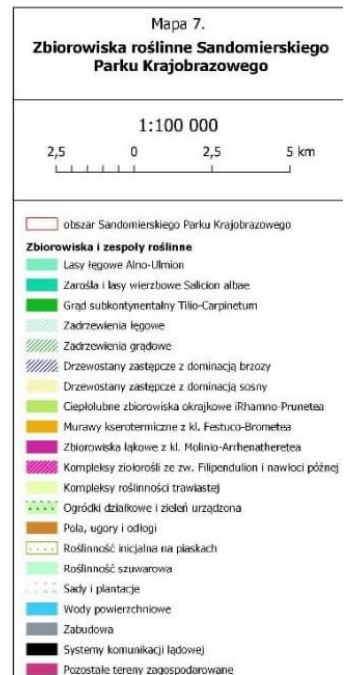 Mapa 7.
Zbiorowiska roślinne Sandomierskiego
Parku Krajobrazowego
1:100 000
2,5 0 2,5 5 km
obszar Sandomierskiego Parku Krajobrazowego
Zbiorowiska i zespoły roślinne
Lasy łęgowe Alno-Ulmion
Zarośla i lasy wierzbowe Salicion albae
Grąd subkontynentalny Tilio-Carpinetum
Zadrzewienia łęgowe
Zadrzewienia grądowe
Drzewostany zastępcze z dominacją brzozy
Drzewostany zastępcze z dominacją sosny
Ciepłolubne zbiorowiska okrajkowe iRhamno-Prunetea
Murawy kserotermiczne z kl. Festuco-Brometea
Zbiorowiska łąkowe z kl. Molinio-Arrhenatheretea
Kompleksy ziołorośli ze zw. Filipendulion i nawłoci późnej
Kompleksy roślinności trawiastej
Ogródki działkowe i zieleń urządzona
Pola, ugory i odłogi
Roślinność inicjalna na piaskach
Roślinność szuwarowa
Sady i plantacje
Wody powierzchniowe
Zabudowa
Systemy komunikacji lądowej
Pozostałe tereny zagospodarowane